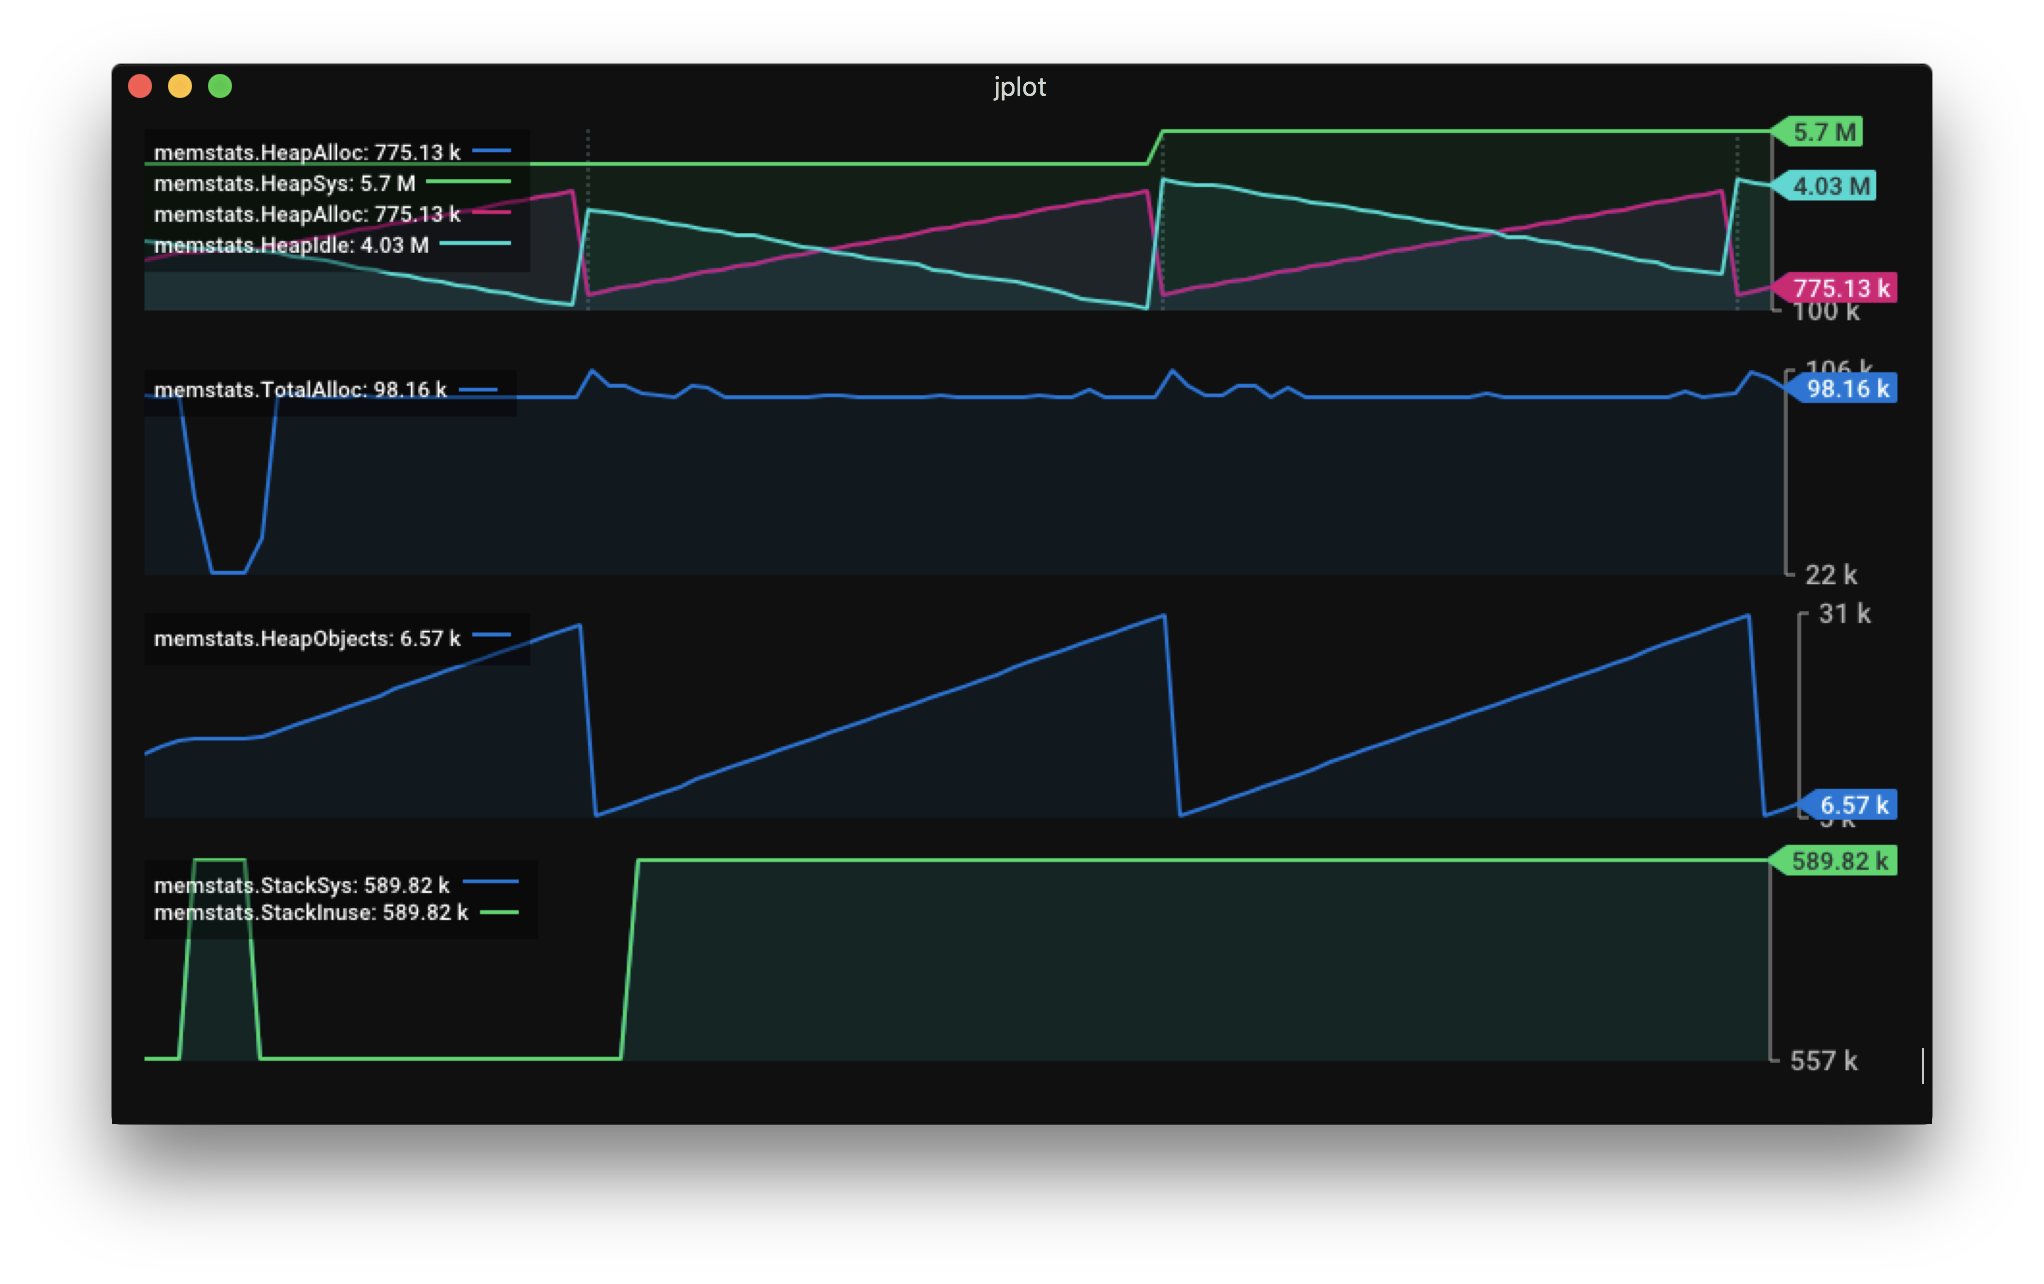 jplot
memstats.HeapAlloc: 775.13 k
memstats.HeapSys: 5.7 M
memstats.HeapAlloc: 775.13 k
memstats.HeapIdle: 4.03 M
5.7 M
4.03 M
775.13 k
100 k
memstats.TotalAlloc: 98.16 k
106 k
98.16 k
22 k
memstats.HeapObjects: 6.57 k
31 k
6.57 k
memstats.StackSys: 589.82 k
memstats.StackInuse: 589.82 k
589.82 k
557 k